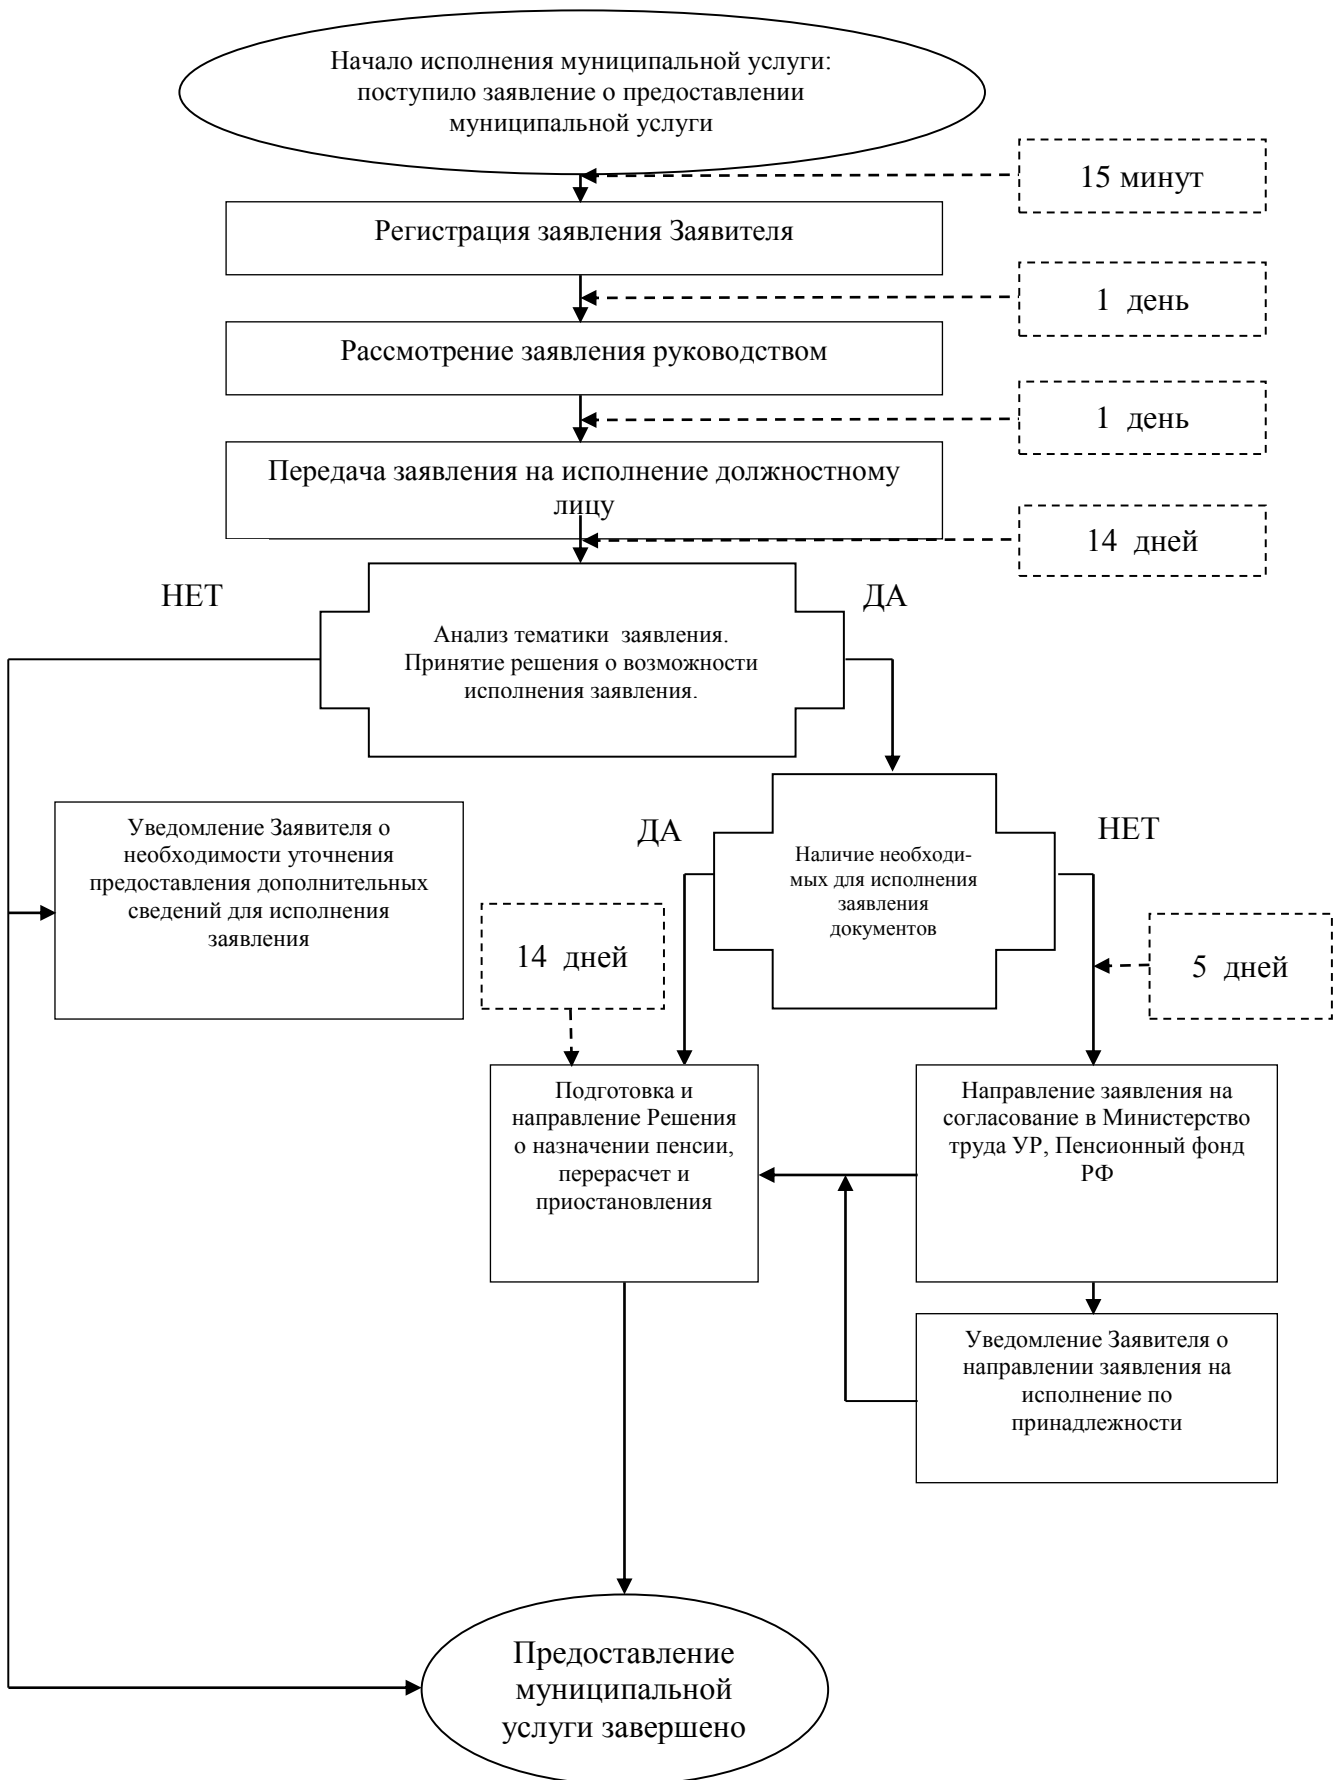 Начало исполнения муниципальной услуги:
поступило заявление о предоставлении
муниципальной услуги
15 минут
Регистрация заявления Заявителя
1 день
Рассмотрение заявления руководством
1 день
Передача заявления на исполнение должностному
лицу
14 дней
НЕТ
ДА
Анализ тематики заявления.
Принятие решения о возможности
исполнения заявления.
Уведомление Заявителя о
необходимости уточнения
предоставления дополнительных
сведений для исполнения
заявления
ДА
НЕТ
Наличие необходи-
мых для исполнения
заявления
документов
14 дней
5 дней
Подготовка и
направление Решения
о назначении пенсии,
перерасчет и
приостановления
Направление заявления на
согласование в Министерство
труда УР, Пенсионный фонд
РФ
Уведомление Заявителя о
направлении заявления на
исполнение по
принадлежности
Предоставление
муниципальной
услуги завершено